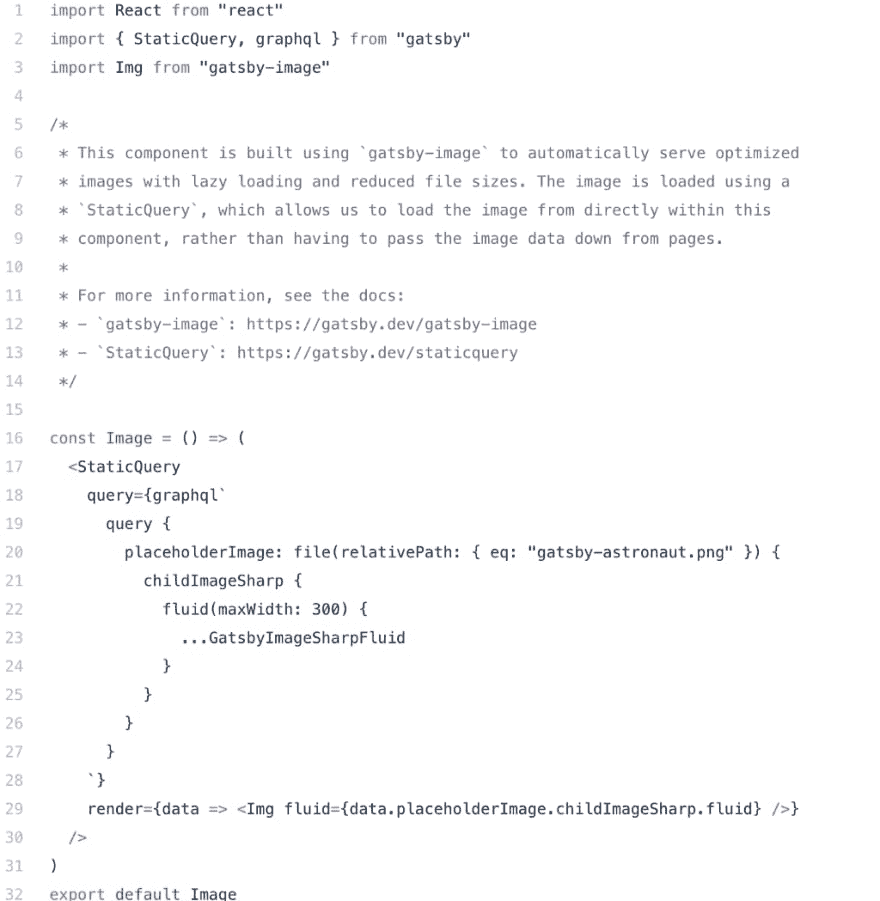 1 import React from "react"
2 import { StaticQuery, graphql } from "gatsby"
3 import Img from "gatsby-image"
4
5 /*
6  * This component is built using `gatsby-image` to automatically serve optimized
7  * images with lazy loading and reduced file sizes. The image is loaded using a
8  * `StaticQuery`, which allows us to load the image from directly within this
9  * component, rather than having to pass the image data down from pages.
10  *
11  * For more information, see the docs:
12  * - `gatsby-image`: https://gatsby.dev/gatsby-image
13  * - `StaticQuery`: https://gatsby.dev/staticquery
14  */
15
16 const Image = () => (
17   <StaticQuery
18     query={graphql`
19       query {
20         placeholderImage: file(relativePath: { eq: "gatsby-astronaut.png" }) {
21           childImageSharp {
22             fluid(maxWidth: 300) {
23               ...GatsbyImageSharpFluid
24             }
25           }
26         }
27       }
28     `}
29     render={data => <Img fluid={data.placeholderImage.childImageSharp.fluid} />}
30   />
31 )
32 export default Image